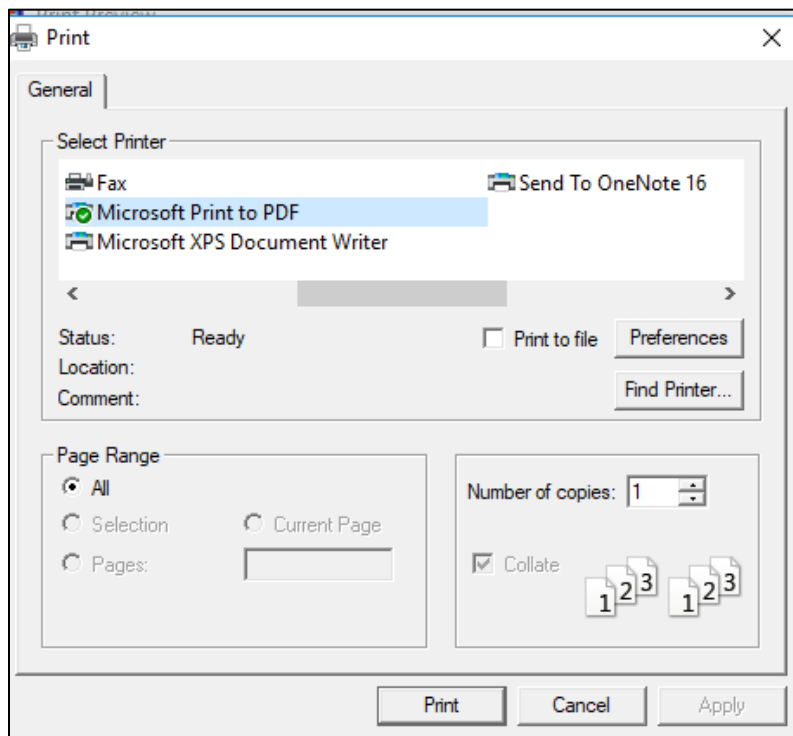 Print Preview
Print
General
Select Printer
Fax
Send To OneNote 16
Microsoft Print to PDF
Microsoft XPS Document Writer
Status: Ready
Print to file
Preferences
Location:
Find Printer...
Comment:
Page Range
All
Number of copies: 1
Selection
Current Page
Pages:
Collate
1 2 3 1 2 3
Print
Cancel
Apply